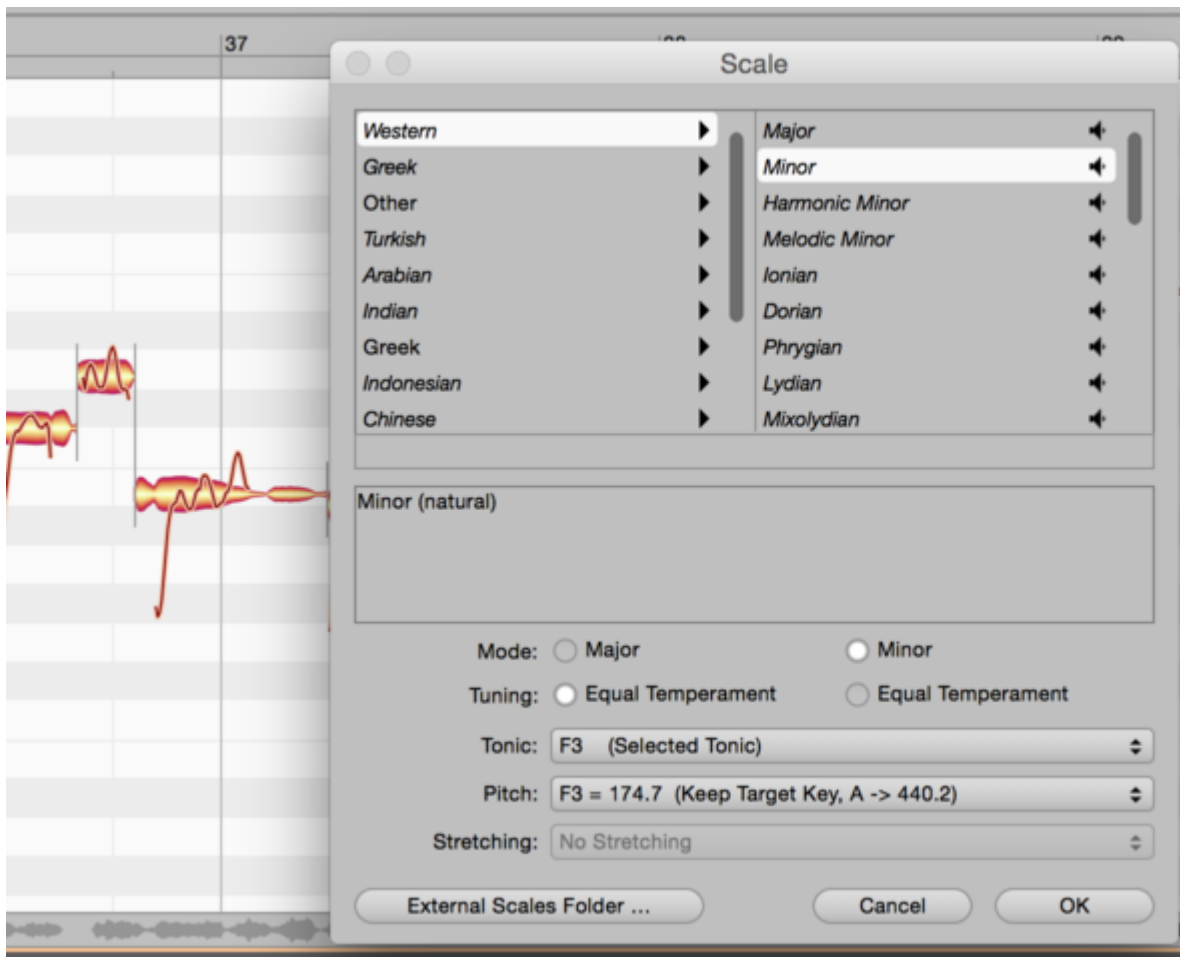 37
Scale
Western
Greek
Other
Turkish
Arabian
Indian
Greek
Indonesian
Chinese
Major
Minor
Harmonic Minor
Melodic Minor
Ionian
Dorian
Phrygian
Lydian
Mixolydian
Minor (natural)
Mode: Major Minor
Tuning: Equal Temperament Equal Temperament
Tonic: F3 (Selected Tonic)
Pitch: F3 = 174.7 (Keep Target Key, A -> 440.2)
Stretching: No Stretching
External Scales Folder ... Cancel OK